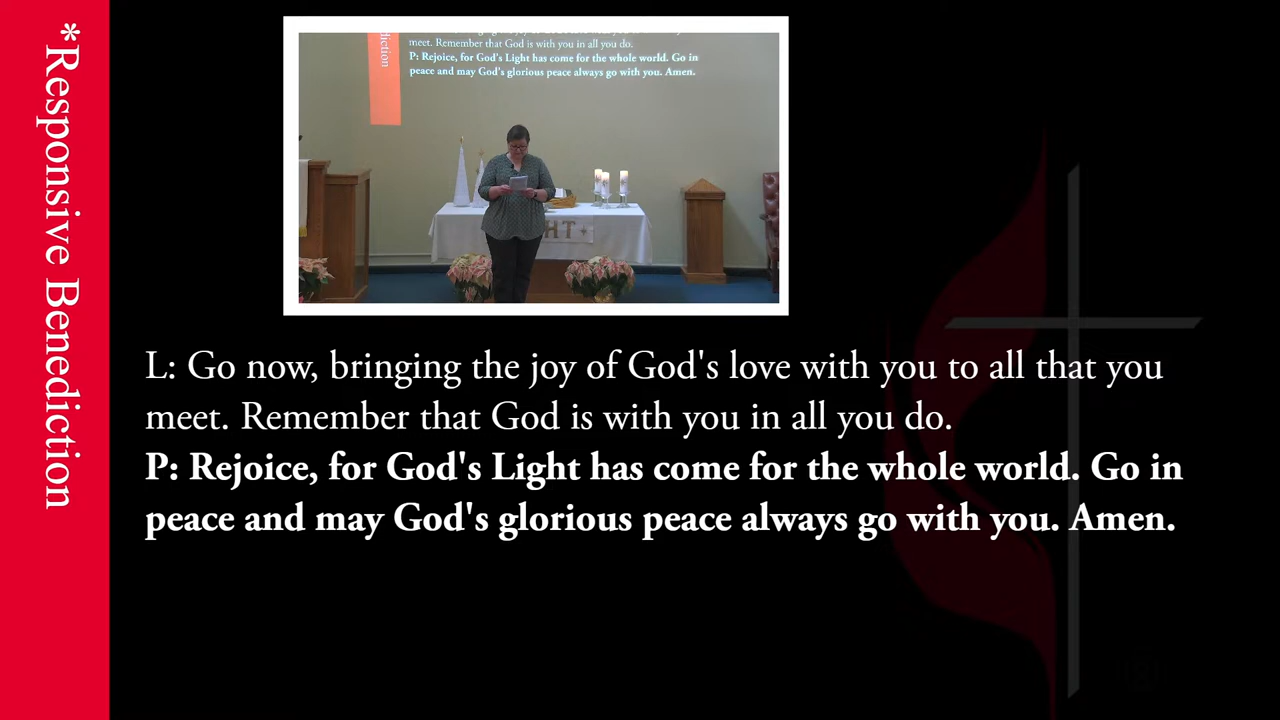 *Responsive Benediction
diction
meet. Remember that God is with you in all you do.
P: Rejoice, for God's Light has come for the whole world. Go in
peace and may God's glorious peace always go with you. Amen.
HT
L: Go now, bringing the joy of God's love with you to all that you
meet. Remember that God is with you in all you do.
P: Rejoice, for God's Light has come for the whole world. Go in
peace and may God's glorious peace always go with you. Amen.